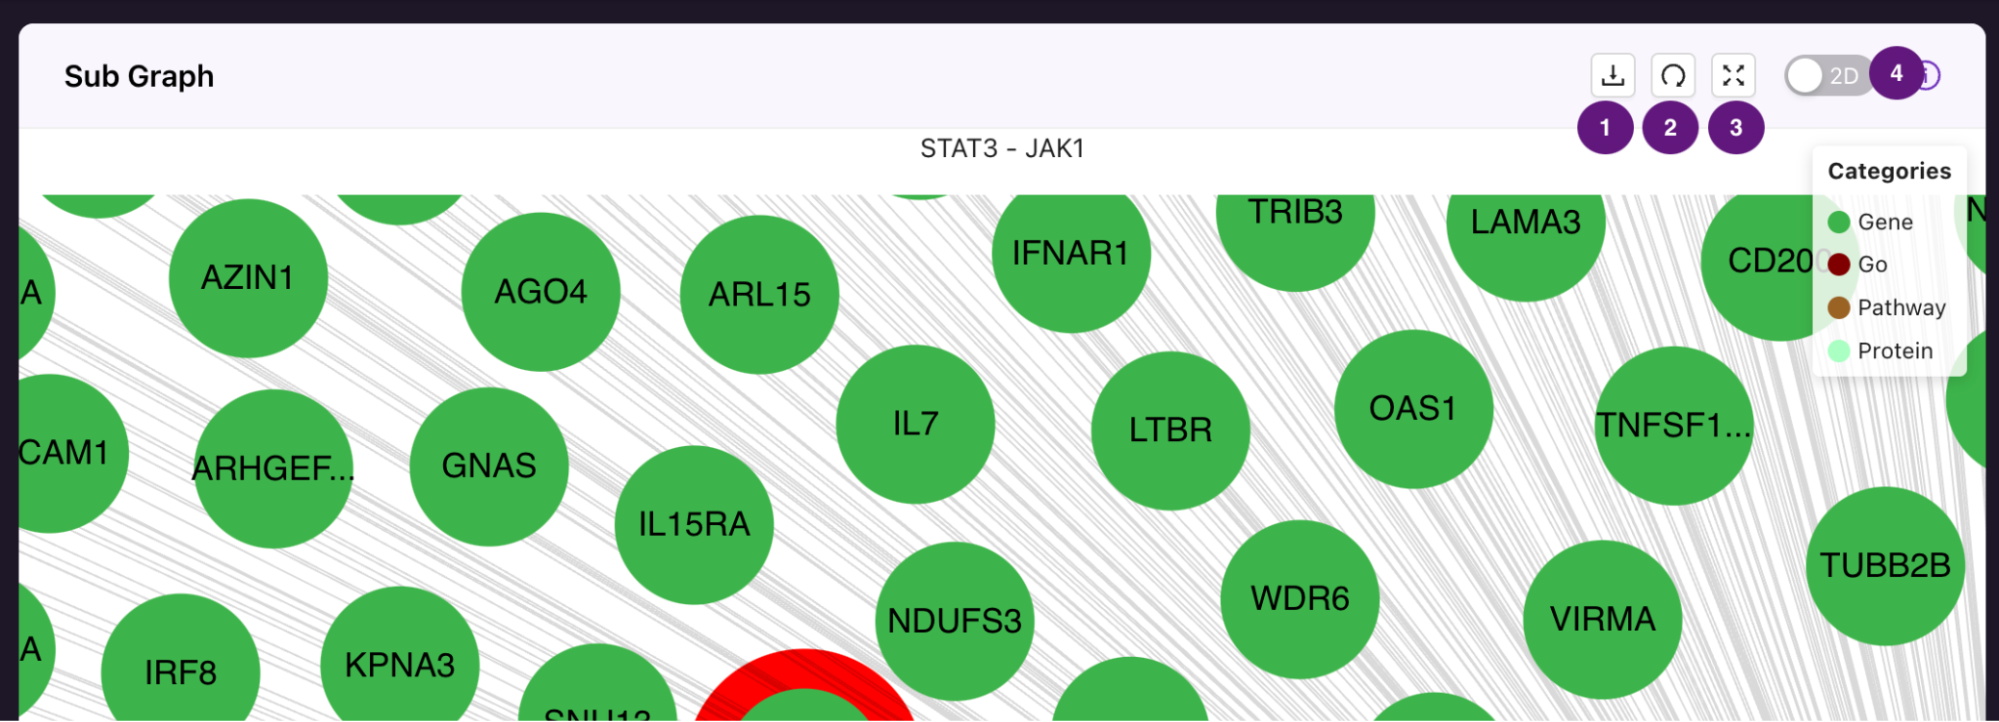 Sub Graph
2D
4
1
2
3
STAT3 - JAK1
Categories
Gene
Go
Pathway
Protein
TRIB3
LAMA3
N
IFNAR1
CD20
AZIN1
AGO4
ARL15
A
IL7
LTBR
OAS1
TNFSF1...
CAM1
ARHGEF...
GNAS
IL15RA
TUBB2B
NDUFS3
WDR6
VIRMA
A
IRF8
KPNA3